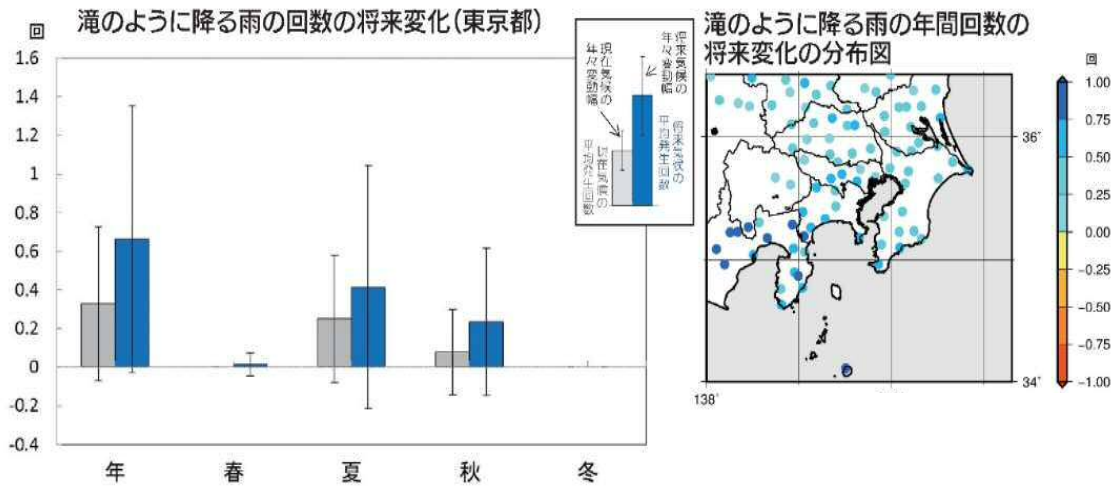 滝のように降る雨の回数の将来変化(東京都)
回
1.6
1.4
1.2
1
0.8
0.6
0.4
0.2
0
-0.2
-0.4
年
春
夏
秋
冬
現在気候の
年々変動幅
将来気候の
年々変動幅
現在気候の
平均発生回数
将来気候の
平均発生回数
滝のように降る雨の年間回数の
将来変化の分布図
36˚
34˚
138˚
回
1.00
0.75
0.50
0.25
0.00
−0.25
−0.50
−0.75
−1.00